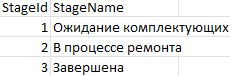 StageId StageName
1 Ожидание комплектующих
2 В процессе ремонта
3 Завершена